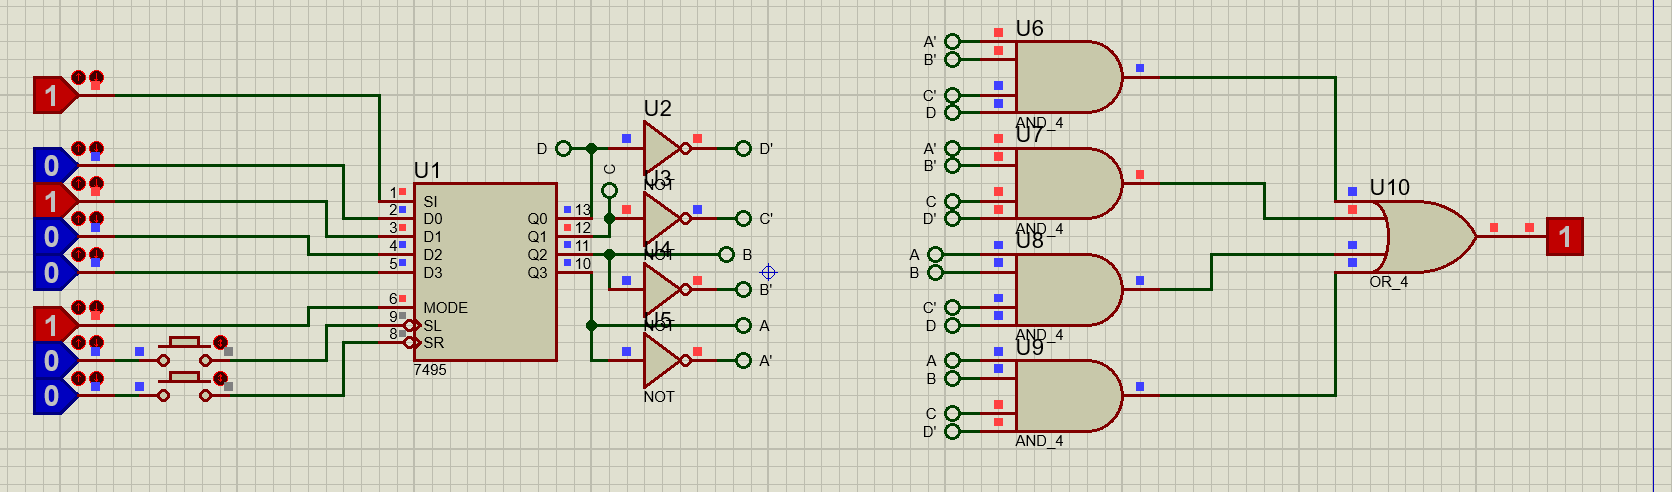 1
0
1
0
0
1
0
0
U1
1 SI
2 D0
3 D1
4 D2
5 D3
6 MODE
9 SL
8 SR
Q0 13
Q1 12
Q2 11
Q3 10
7495
D
C
U2
NOT
D'
U3
NOT
C'
B
U4
NOT
B'
A
U5
NOT
A'
U6
A'
B'
C'
D
AND_4
U7
A'
B'
C
D'
AND_4
U8
A
B
C'
D
AND_4
U9
A
B
C
D'
AND_4
U10
OR_4
1